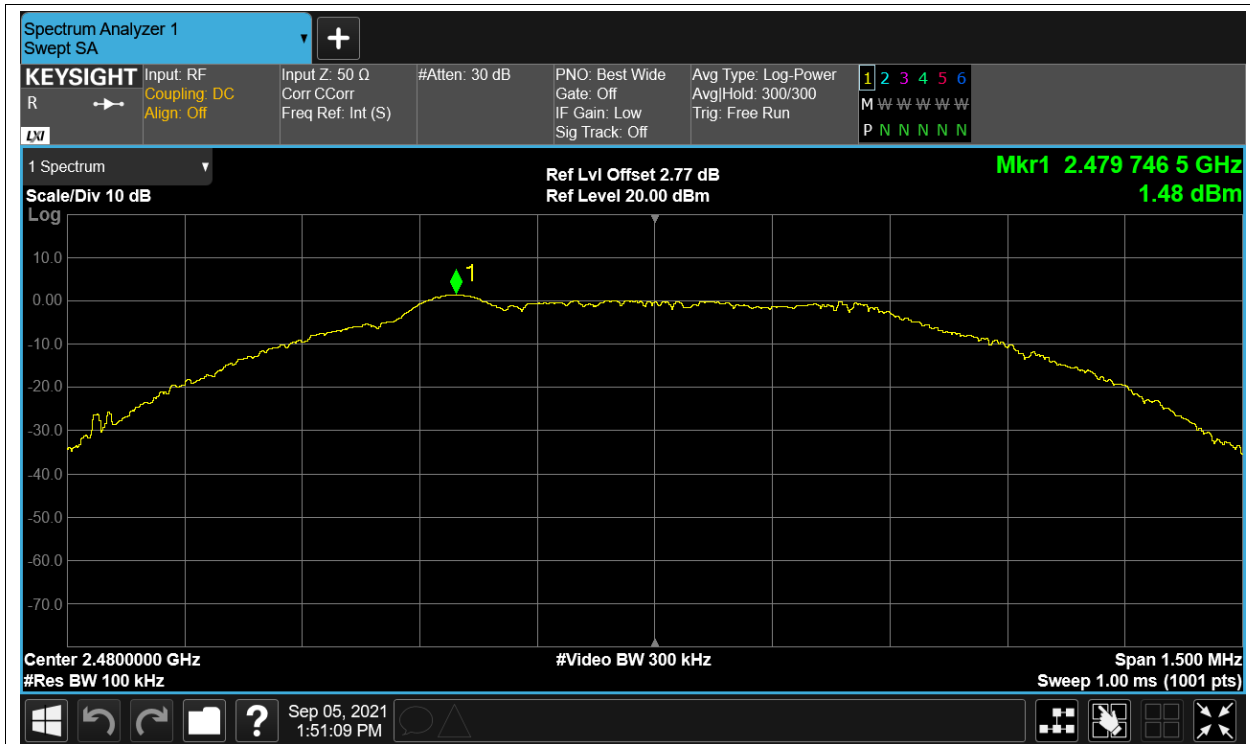 Spectrum Analyzer 1
Swept SA
+
KEYSIGHT
R
LXI
Input: RF
Coupling: DC
Align: Off
Input Z: 50 Ω
Corr CCorr
Freq Ref: Int (S)
#Atten: 30 dB
PNO: Best Wide
Gate: Off
IF Gain: Low
Sig Track: Off
Avg Type: Log-Power
Avg|Hold: 300/300
Trig: Free Run
1 2 3 4 5 6
M W W W W W
P N N N N N
1 Spectrum
Scale/Div 10 dB
Ref Lvl Offset 2.77 dB
Ref Level 20.00 dBm
Mkr1 2.479 746 5 GHz
1.48 dBm
Log
10.0
1
0.00
-10.0
-20.0
-30.0
-40.0
-50.0
-60.0
-70.0
Center 2.4800000 GHz
#Res BW 100 kHz
#Video BW 300 kHz
Span 1.500 MHz
Sweep 1.00 ms (1001 pts)
?
Sep 05, 2021
1:51:09 PM